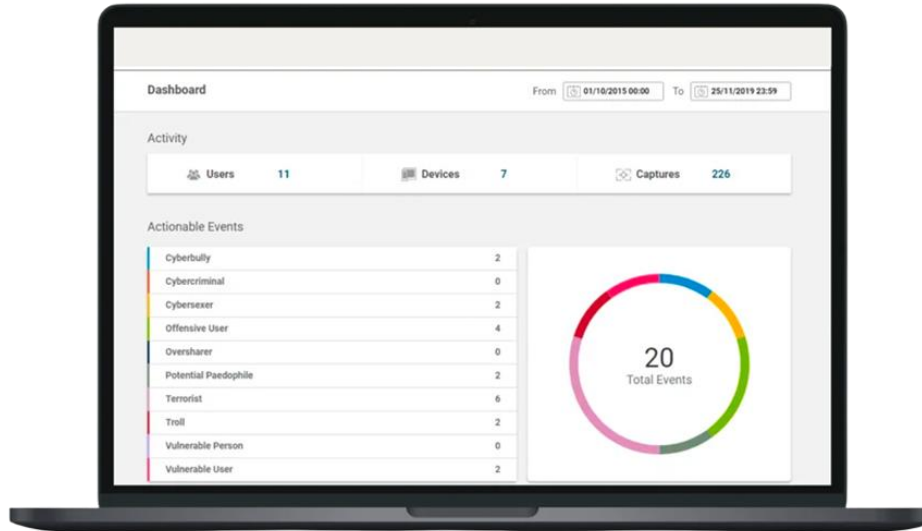 Dashboard From 01/10/2015 00:00 To 25/11/2019 23:59
Activity
Users 11 Devices 7 Captures 226
Actionable Events
Cyberbully 2
Cybercriminal 0
Cybersexer 2
Offensive User 4
Oversharer 0
Potential Paedophile 2
Terrorist 6
Troll 2
Vulnerable Person 0
Vulnerable User 2
20
Total Events